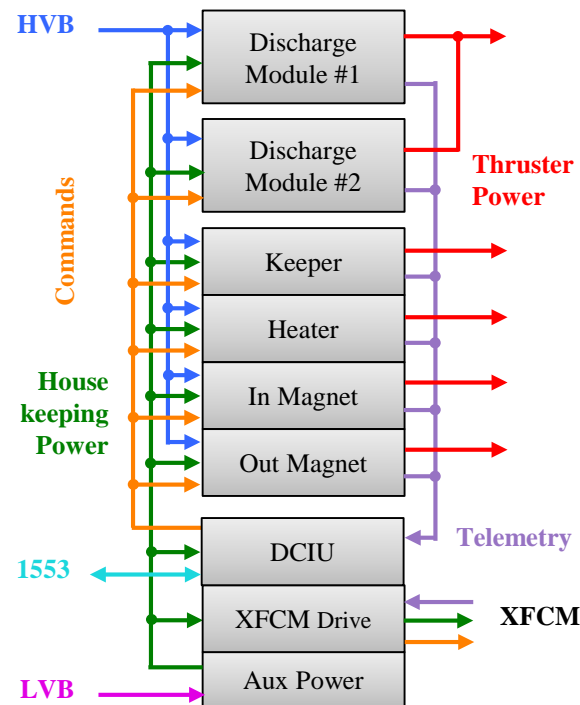 HVB
Discharge
Module #1
Discharge
Module #2
Thruster
Power
Commands
Keeper
Heater
House
keeping
Power
In Magnet
Out Magnet
DCIU
Telemetry
1553
XFCM Drive
XFCM
Aux Power
LVB